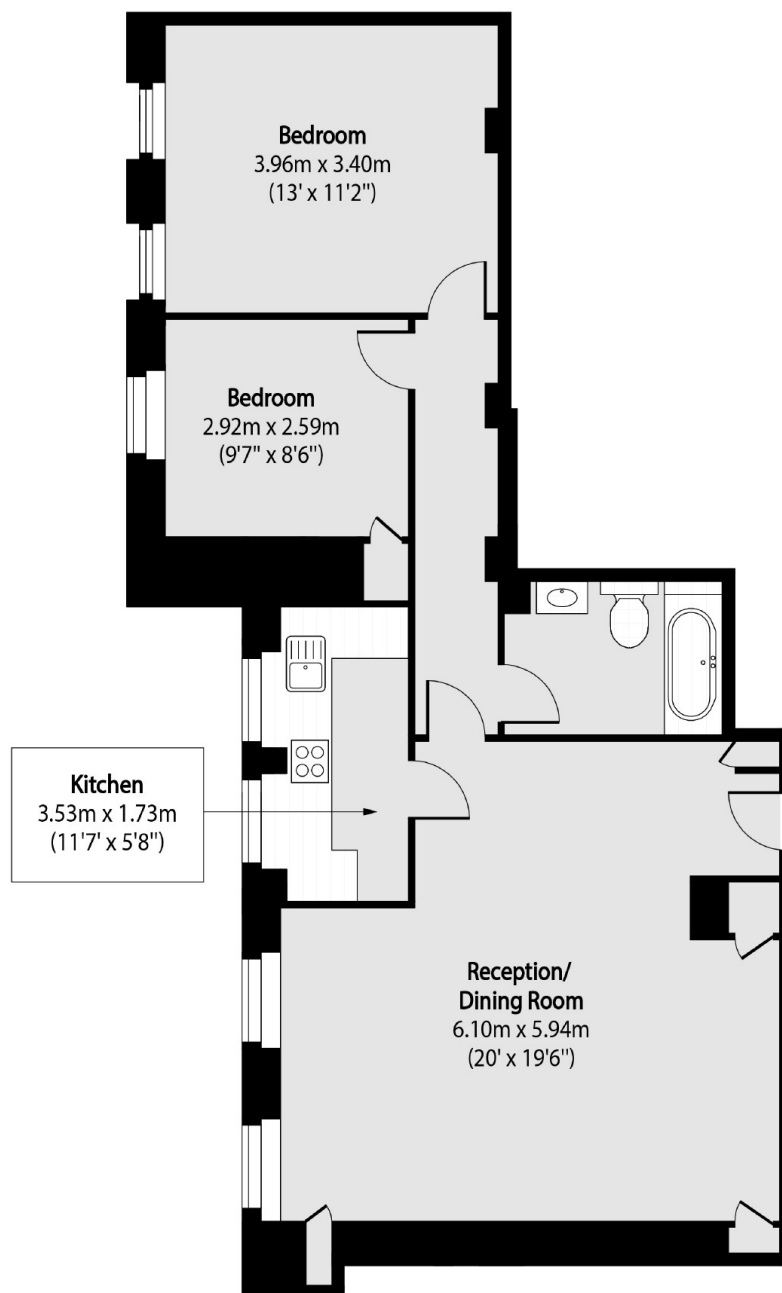 Bedroom
3.96m x 3.40m
(13' x 11'2")
Bedroom
2.92m x 2.59m
(9'7" x 8'6")
Kitchen
3.53m x 1.73m
(11'7' x 5'8")
Reception/
Dining Room
6.10m x 5.94m
(20' x 19'6")